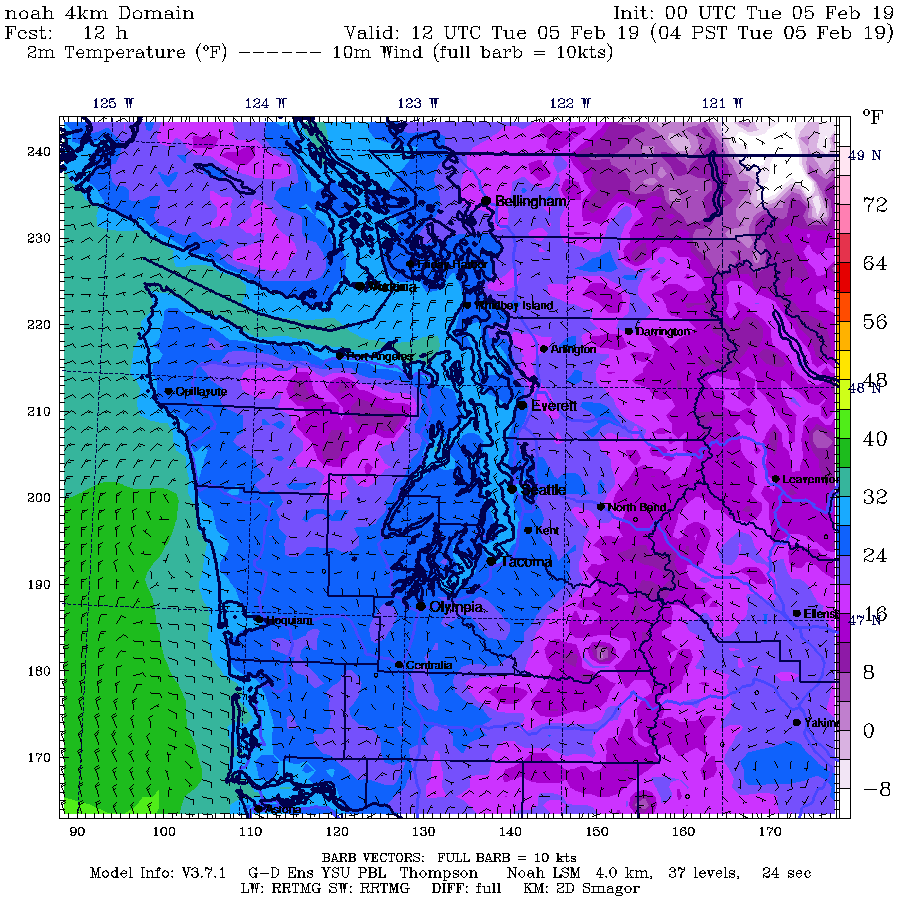 noah 4km Domain Init: 00 UTC Tue 05 Feb 19
Fcst: 12 h Valid: 12 UTC Tue 05 Feb 19 (04 PST Tue 05 Feb 19)
2m Temperature (°F) ------ 10m Wind (full barb = 10kts)
125 W 124 W 123 W 122 W 121 W
°F
240
49 N
Bellingham
72
230
64
Victoria
Whidbey Island
220
Darrington
56
Arlington
Port Angeles
48
48 N
Quillayute
210
Everett
40
Leavenwor
200
Seattle
32
North Bend
Kent
24
Tacoma
190
Olympia
Ellens
16
47 N
Hoquiam
180
Centralia
8
Yakim
0
170
-8
Astoria
90 100 110 120 130 140 150 160 170
BARB VECTORS: FULL BARB = 10 kts
Model Info: V3.7.1 G-D Ens YSU PBL Thompson Noah LSM 4.0 km, 37 levels, 24 sec
LW: RRTMG SW: RRTMG DIFF: full KM: 2D Smagor